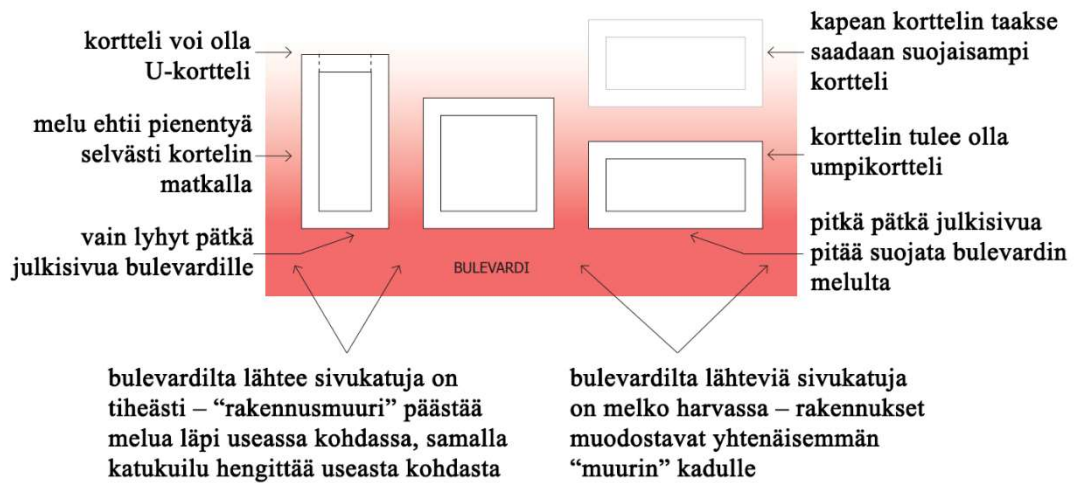 kortteli voi olla
U-kortteli
melu ehtii pienentyä
selvästi kortelin
matkalla
vain lyhyt pätkä
julkisivua bulevardille
kapean korttelin taakse
saadaan suojaisampi
kortteli
korttelin tulee olla
umpikortteli
pitkä pätkä julkisivua
pitää suojata bulevardin
melulta
BULEVARDI
bulevardilta lähtee sivukatuja on
tiheästi – “rakennusmuuri” päästää
melua läpi useassa kohdassa, samalla
katukuilu hengittää useasta kohdasta
bulevardilta lähteviä sivukatuja
on melko harvassa – rakennukset
muodostavat yhtenäisemmän
“muurin” kadulle